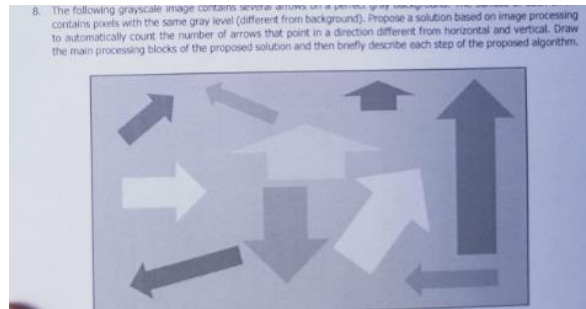 8. The following grayscale image contains several arrows on a perfect gray background. The
contains pixels with the same gray level (different from background). Propose a solution based on image processing
to automatically count the number of arrows that point in a direction different from horizontal and vertical. Draw
the main processing blocks of the proposed solution and then briefly describe each step of the proposed algorithm.